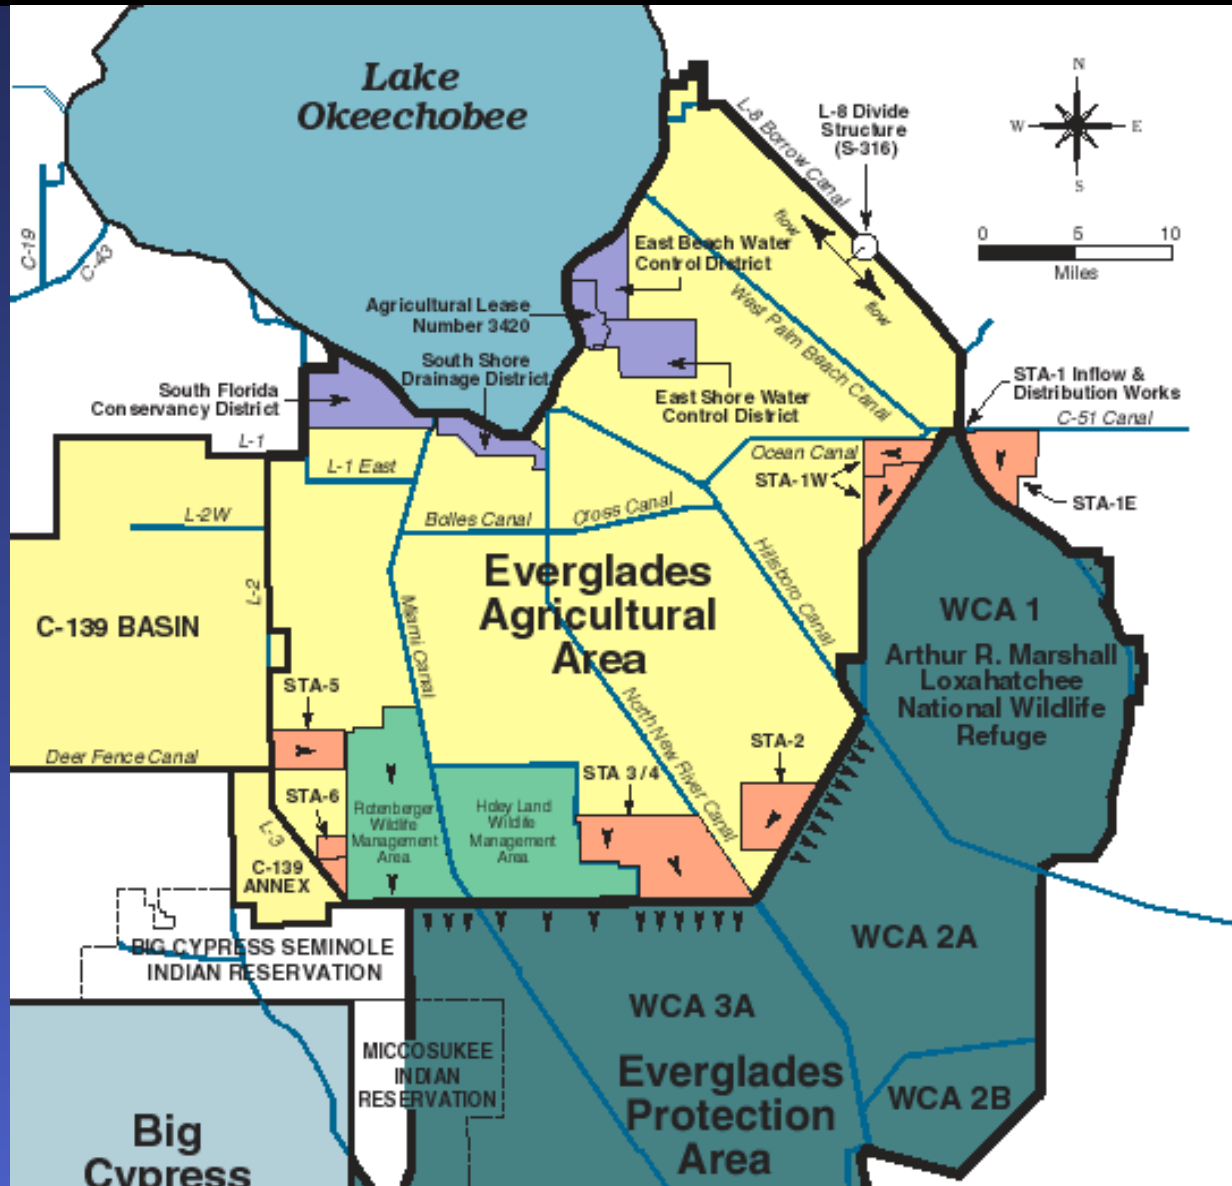 Lake
Okeechobee
N
W
E
S
0
5
10
Miles
L-8 Borrow Canal
L-8 Divide
Structure
(S-316)
flow
flow
C-19
C-43
East Beach Water
Control District
Agricultural Lease
Number 3420
South Shore
Drainage District
West Palm Beach Canal
South Florida
Conservancy District
East Shore Water
Control District
STA-1 Inflow &
Distribution Works
C-51 Canal
L-1
L-1 East
Ocean Canal
STA-1W
STA-1E
L-2W
Bolles Canal
Cross Canal
Hillsboro Canal
L-2
Everglades
Agricultural
Area
C-139 BASIN
Miami Canal
WCA 1
Arthur R. Marshall
Loxahatchee
National Wildlife
Refuge
STA-5
North New River Canal
Deer Fence Canal
STA-2
STA 3/4
STA-6
Rotenberger
Wildlife
Management
Area
Holey Land
Wildlife
Management
Area
L-3
C-139
ANNEX
BIG CYPRESS SEMINOLE
INDIAN RESERVATION
WCA 2A
WCA 3A
MICCOSUKEE
INDIAN
RESERVATION
Everglades
Protection
Area
WCA 2B
Big
Cypress